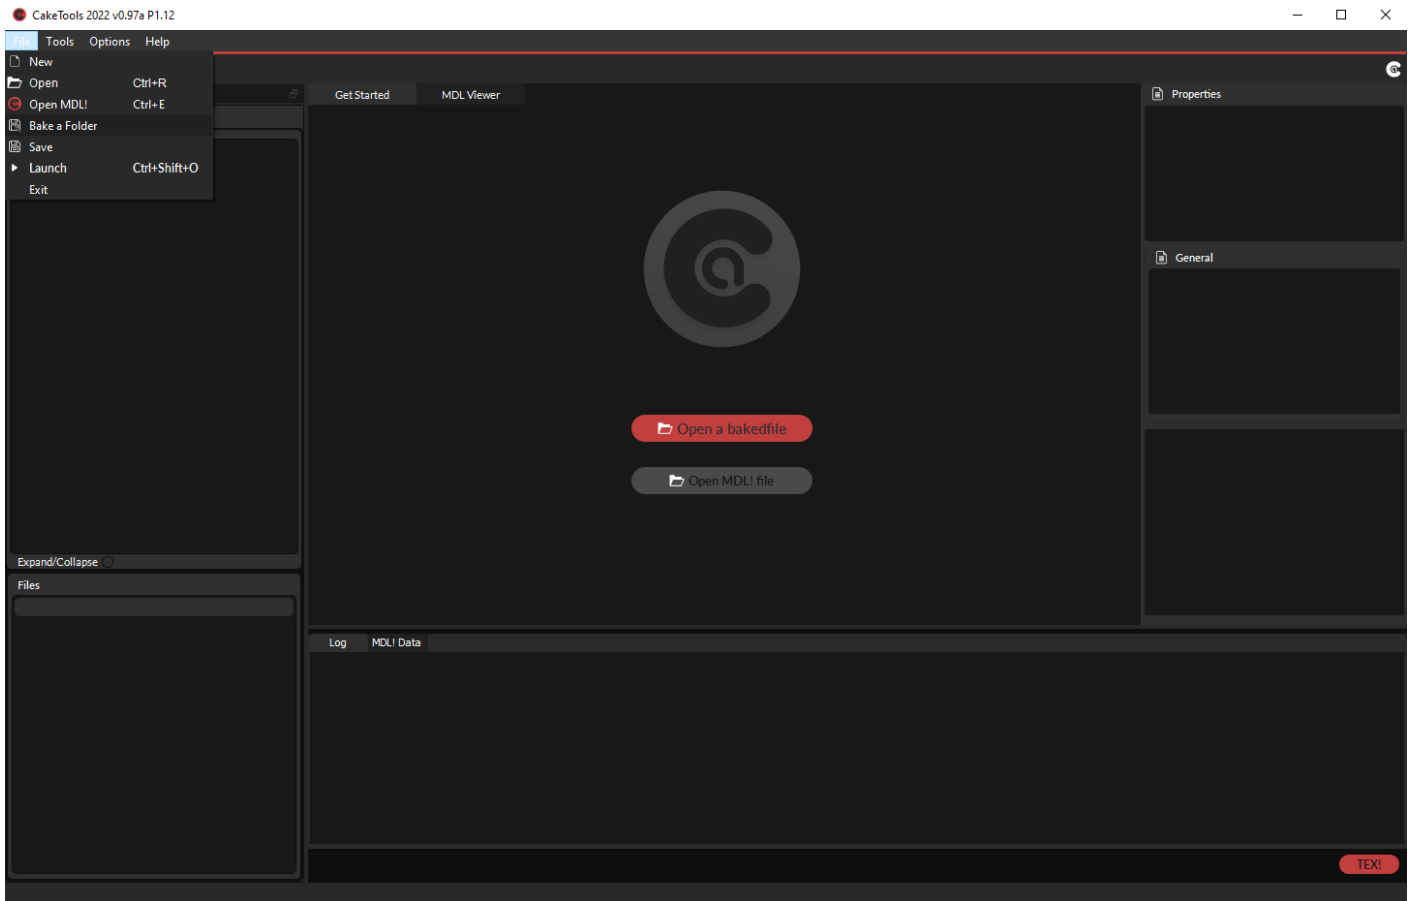 CakeTools 2022 v0.97a P1.12
File Tools Options Help
New
Open Ctrl+R
Open MDL! Ctrl+E
Bake a Folder
Save
Launch Ctrl+Shift+O
Exit
Get Started MDL Viewer
Properties
General
Open a bakedfile
Open MDL! file
Expand/Collapse
Files
Log MDL! Data
TEX!